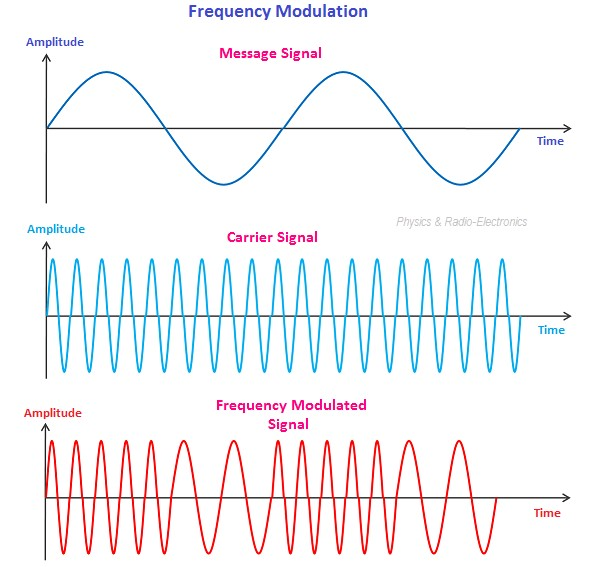 Frequency Modulation
Amplitude
Message Signal
Time
Physics & Radio-Electronics
Amplitude
Carrier Signal
Time
Frequency Modulated
Signal
Amplitude
Time